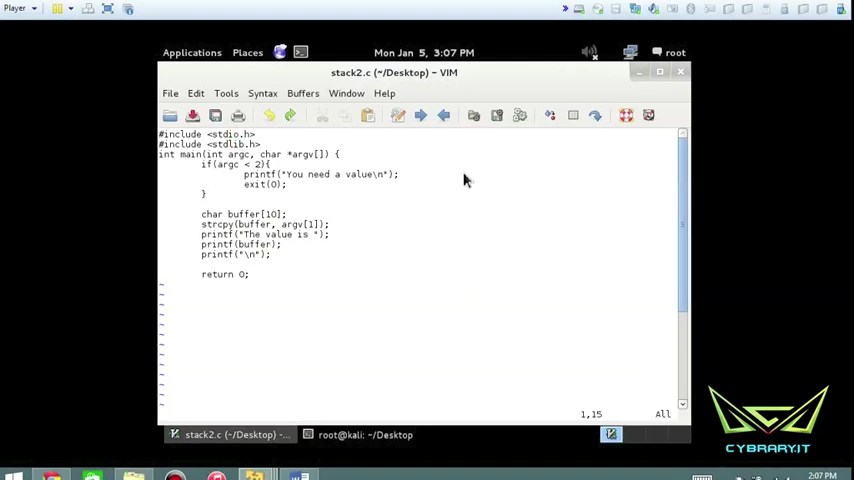 Player
Applications Places Mon Jan 5, 3:07 PM root
stack2.c (~/Desktop) - VIM
File Edit Tools Syntax Buffers Window Help
#include <stdio.h>
#include <stdlib.h>
int main(int argc, char *argv[]) {
if(argc < 2){
printf("You need a value\n");
exit(0);
}
char buffer[10];
strcpy(buffer, argv[1]);
printf("The value is ");
printf(buffer);
printf("\n");
return 0;
~
~
~
~
~
~
~
~
~
~
~
~
~
1,15 All
stack2.c (~/Desktop) -... root@kali: ~/Desktop
CYBRARY.IT
2:07 PM